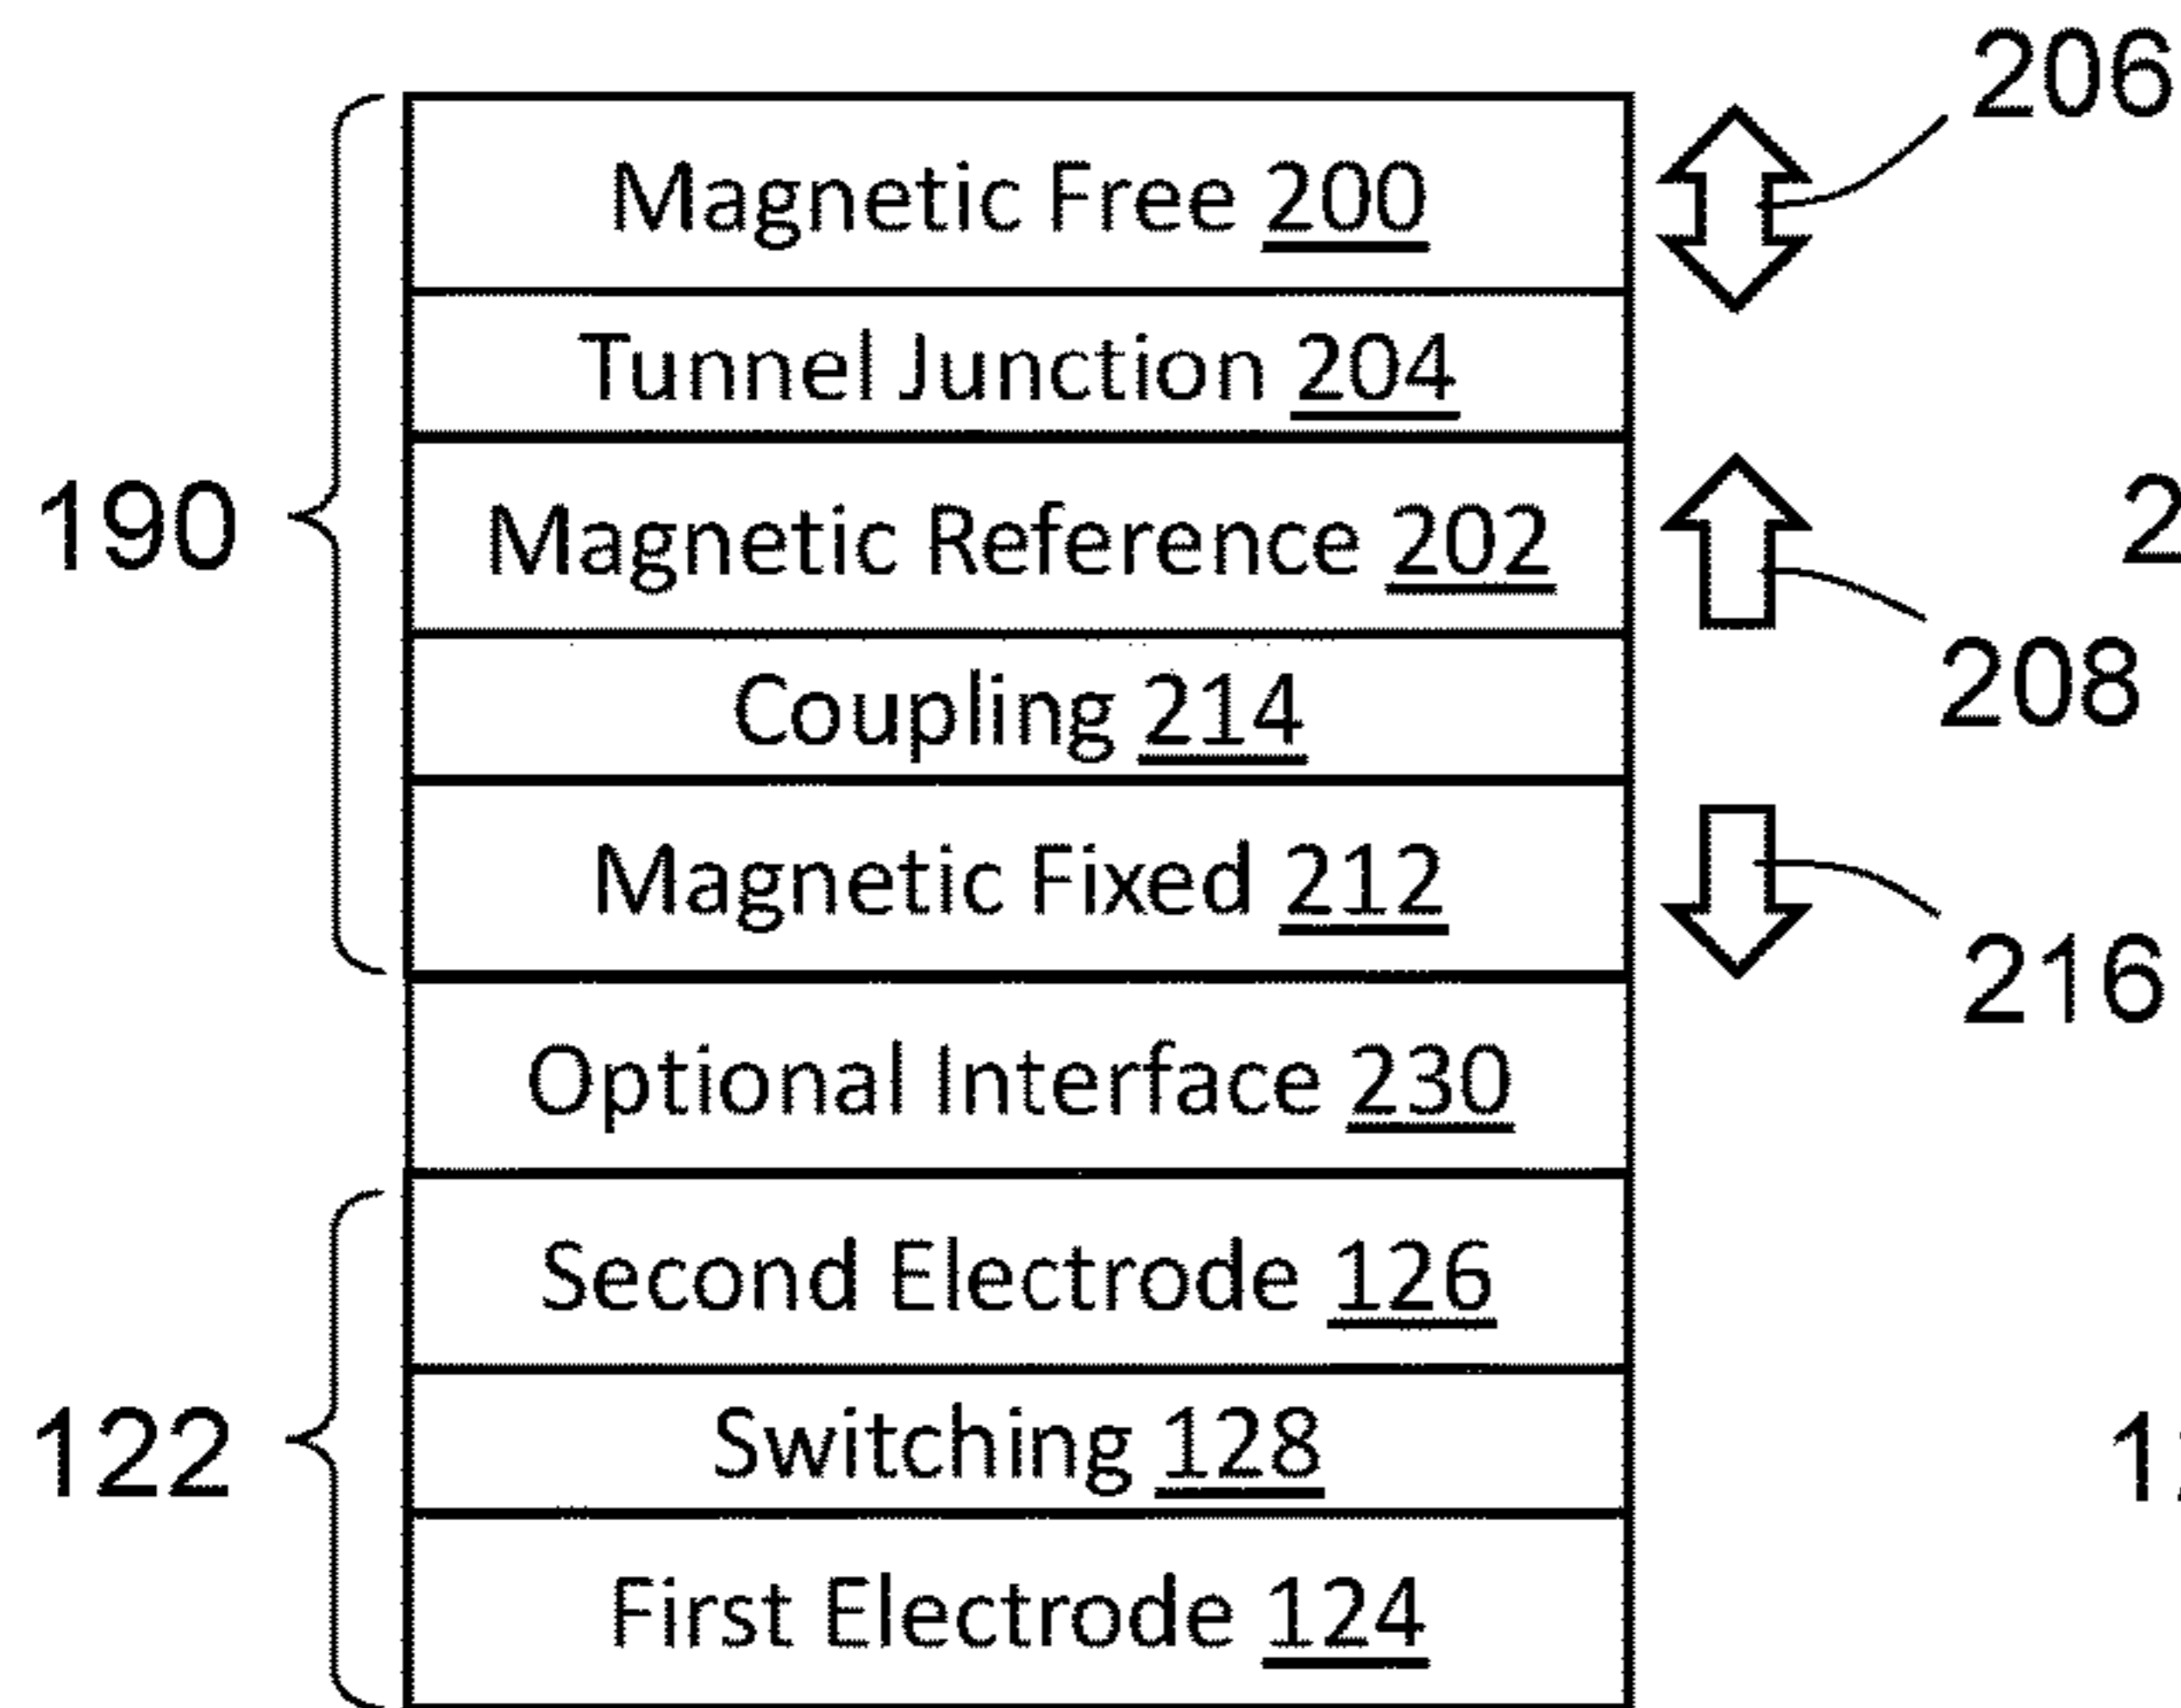 206
Magnetic Free 200
Tunnel Junction 204
190
Magnetic Reference 202
208
Coupling 214
Magnetic Fixed 212
216
Optional Interface 230
Second Electrode 126
122
Switching 128
First Electrode 124